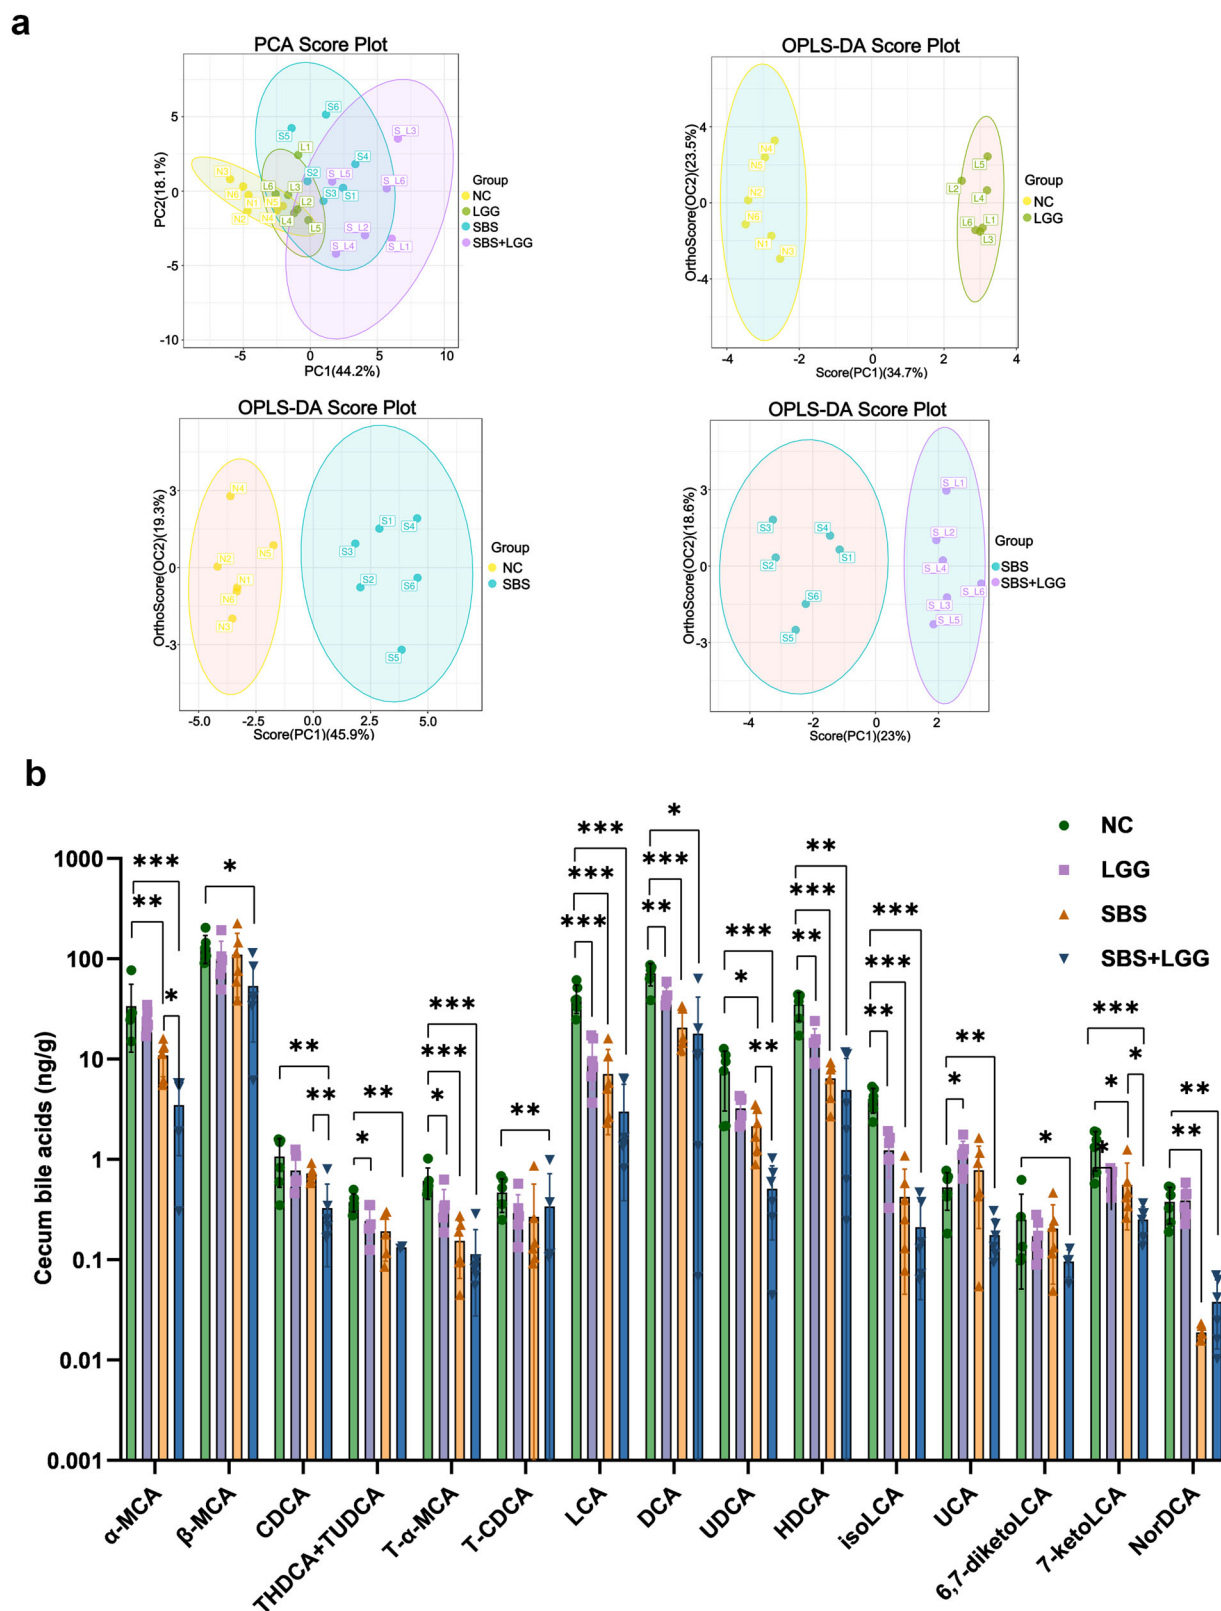 a
PCA Score Plot
PC2(18.1%)
5
0
-5
-10
-5
0
5
10
PC1(44.2%)
S6
S5
L1
S_L3
S4
S2
S_L5
S_L6
N3
L6
L3
N6
N1
N5
L2
S3
S1
N2
N4
L4
L5
S_L2
S_L4
S_L1
Group
NC
LGG
SBS
SBS+LGG
OPLS-DA Score Plot
OrthoScore(OC2)(23.5%)
4
0
-4
-4
-2
0
2
4
Score(PC1)(34.7%)
N4
N5
N2
N6
N1
N3
L5
L2
L4
L1
L6
L3
Group
NC
LGG
OPLS-DA Score Plot
OrthoScore(OC2)(19.3%)
3
0
-3
-5.0
-2.5
0.0
2.5
5.0
Score(PC1)(45.9%)
N4
N5
N2
N1
N6
N3
S1
S4
S3
S2
S6
S5
Group
NC
SBS
OPLS-DA Score Plot
OrthoScore(OC2)(18.6%)
3
0
-3
-4
-2
0
2
Score(PC1)(23%)
S3
S4
S2
S1
S6
S5
S_L1
S_L2
S_L4
S_L6
S_L3
S_L5
Group
SBS
SBS+LGG
b
Cecum bile acids (ng/g)
1000
100
10
1
0.1
0.01
0.001
***
**
*
*
**
**
**
*
***
***
*
**
***
***
***
*
***
**
***
*
**
**
***
**
***
***
**
**
*
*
***
*
*
*
**
**
NC
LGG
SBS
SBS+LGG
α-MCA
β-MCA
CDCA
THDCA+TUDCA
T-α-MCA
T-CDCA
LCA
DCA
UDCA
HDCA
isoLCA
UCA
6,7-diketoLCA
7-ketoLCA
NorDCA